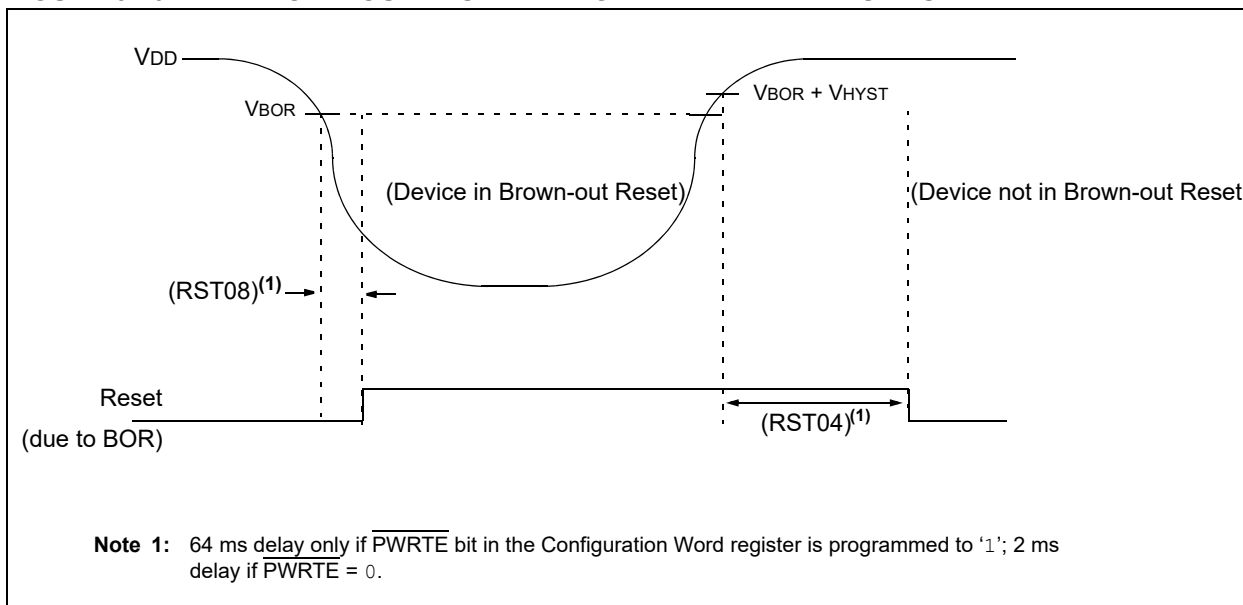 VDD
VBOR
VBOR + VHYST
(Device in Brown-out Reset)
(Device not in Brown-out Reset
(RST08)(1)
Reset
(due to BOR)
(RST04)(1)
Note 1: 64 ms delay only if PWRTE bit in the Configuration Word register is programmed to ‘1’; 2 ms
delay if PWRTE = 0.